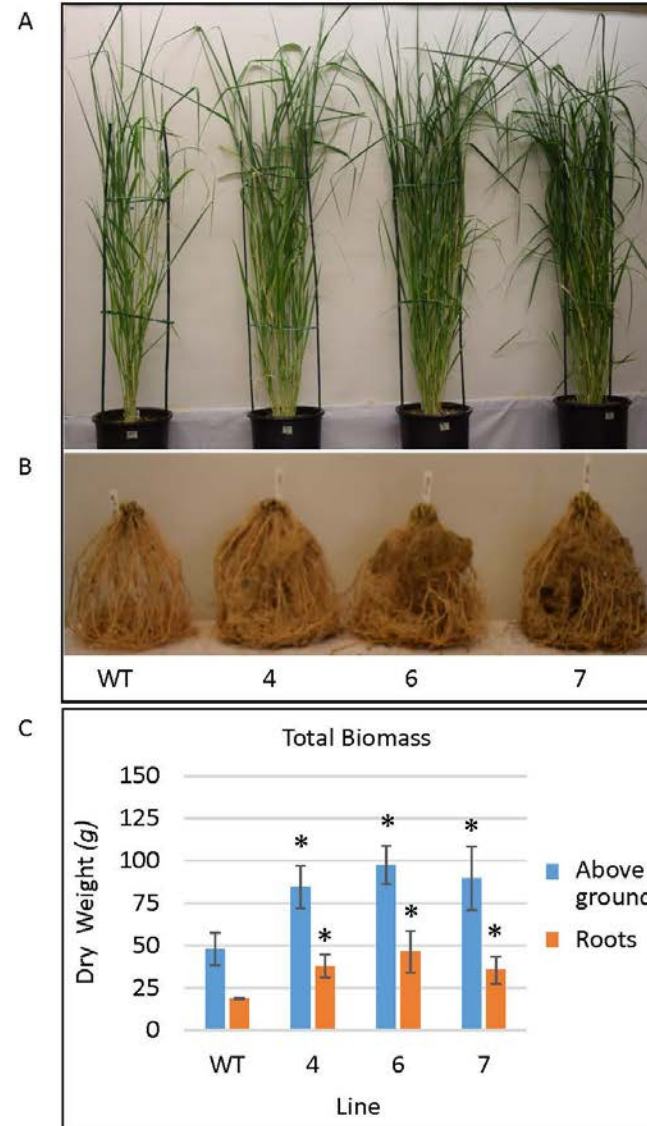 A
B
WT 4 6 7
C
Total Biomass
150
125
100
75
50
25
0
Dry Weight (g)
* * *
* * *
Above
ground
Roots
WT 4 6 7
Line